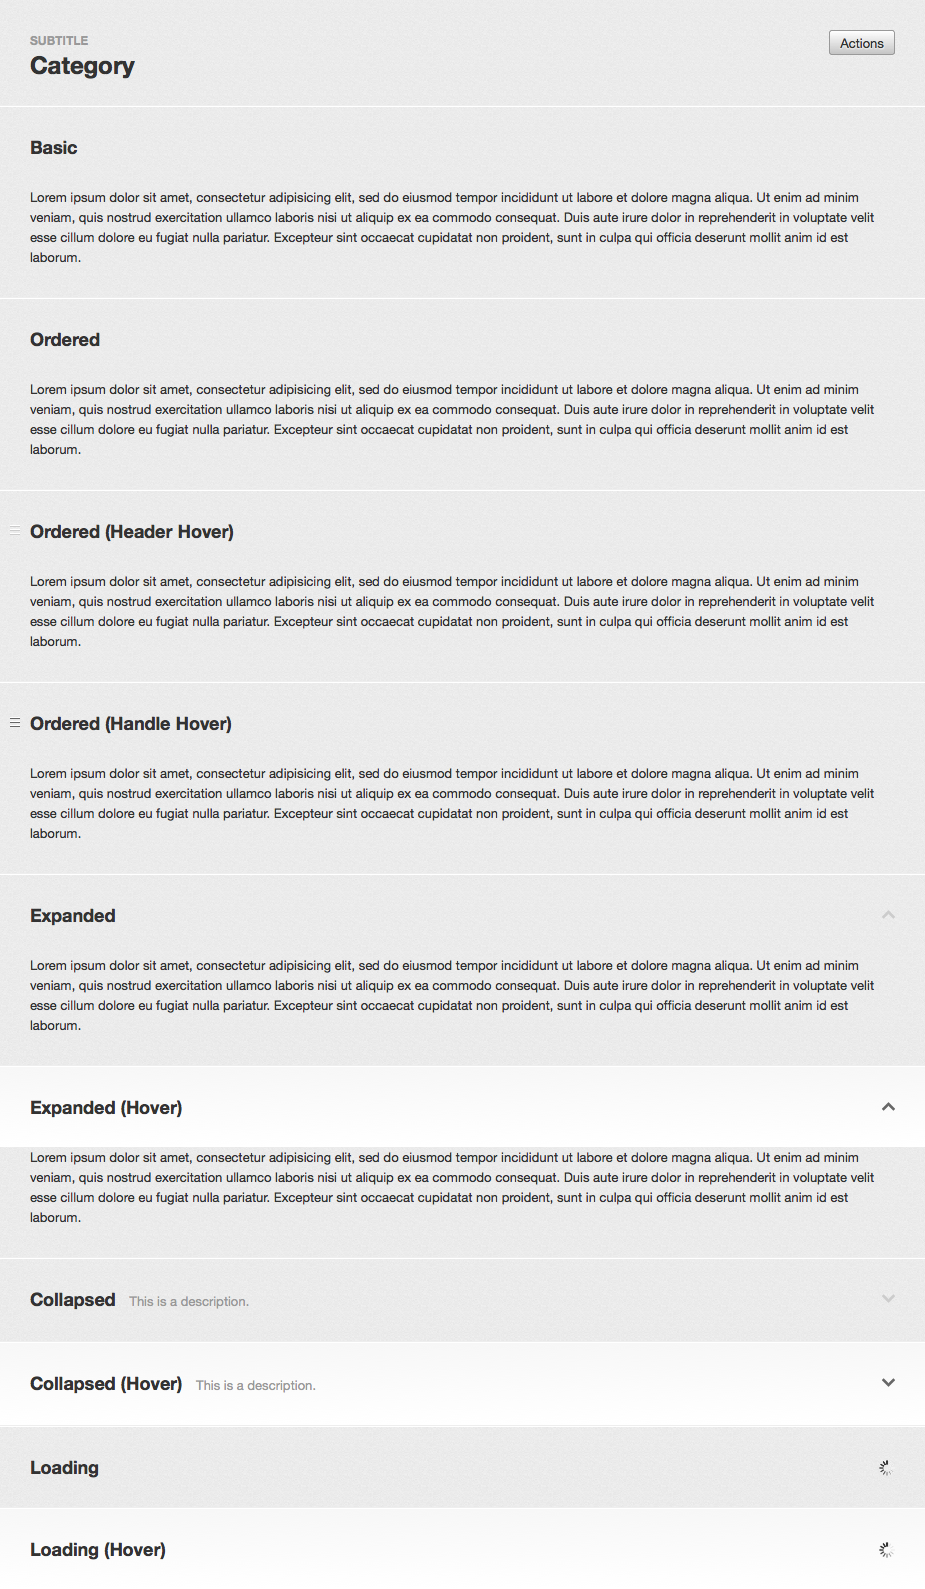 SUBTITLE
Category
Actions
Basic
Lorem ipsum dolor sit amet, consectetur adipisicing elit, sed do eiusmod tempor incididunt ut labore et dolore magna aliqua. Ut enim ad minim
veniam, quis nostrud exercitation ullamco laboris nisi ut aliquip ex ea commodo consequat. Duis aute irure dolor in reprehenderit in voluptate velit
esse cillum dolore eu fugiat nulla pariatur. Excepteur sint occaecat cupidatat non proident, sunt in culpa qui officia deserunt mollit anim id est
laborum.
Ordered
Lorem ipsum dolor sit amet, consectetur adipisicing elit, sed do eiusmod tempor incididunt ut labore et dolore magna aliqua. Ut enim ad minim
veniam, quis nostrud exercitation ullamco laboris nisi ut aliquip ex ea commodo consequat. Duis aute irure dolor in reprehenderit in voluptate velit
esse cillum dolore eu fugiat nulla pariatur. Excepteur sint occaecat cupidatat non proident, sunt in culpa qui officia deserunt mollit anim id est
laborum.
Ordered (Header Hover)
Lorem ipsum dolor sit amet, consectetur adipisicing elit, sed do eiusmod tempor incididunt ut labore et dolore magna aliqua. Ut enim ad minim
veniam, quis nostrud exercitation ullamco laboris nisi ut aliquip ex ea commodo consequat. Duis aute irure dolor in reprehenderit in voluptate velit
esse cillum dolore eu fugiat nulla pariatur. Excepteur sint occaecat cupidatat non proident, sunt in culpa qui officia deserunt mollit anim id est
laborum.
Ordered (Handle Hover)
Lorem ipsum dolor sit amet, consectetur adipisicing elit, sed do eiusmod tempor incididunt ut labore et dolore magna aliqua. Ut enim ad minim
veniam, quis nostrud exercitation ullamco laboris nisi ut aliquip ex ea commodo consequat. Duis aute irure dolor in reprehenderit in voluptate velit
esse cillum dolore eu fugiat nulla pariatur. Excepteur sint occaecat cupidatat non proident, sunt in culpa qui officia deserunt mollit anim id est
laborum.
Expanded
Lorem ipsum dolor sit amet, consectetur adipisicing elit, sed do eiusmod tempor incididunt ut labore et dolore magna aliqua. Ut enim ad minim
veniam, quis nostrud exercitation ullamco laboris nisi ut aliquip ex ea commodo consequat. Duis aute irure dolor in reprehenderit in voluptate velit
esse cillum dolore eu fugiat nulla pariatur. Excepteur sint occaecat cupidatat non proident, sunt in culpa qui officia deserunt mollit anim id est
laborum.
Expanded (Hover)
Lorem ipsum dolor sit amet, consectetur adipisicing elit, sed do eiusmod tempor incididunt ut labore et dolore magna aliqua. Ut enim ad minim
veniam, quis nostrud exercitation ullamco laboris nisi ut aliquip ex ea commodo consequat. Duis aute irure dolor in reprehenderit in voluptate velit
esse cillum dolore eu fugiat nulla pariatur. Excepteur sint occaecat cupidatat non proident, sunt in culpa qui officia deserunt mollit anim id est
laborum.
Collapsed This is a description.
Collapsed (Hover) This is a description.
Loading
Loading (Hover)